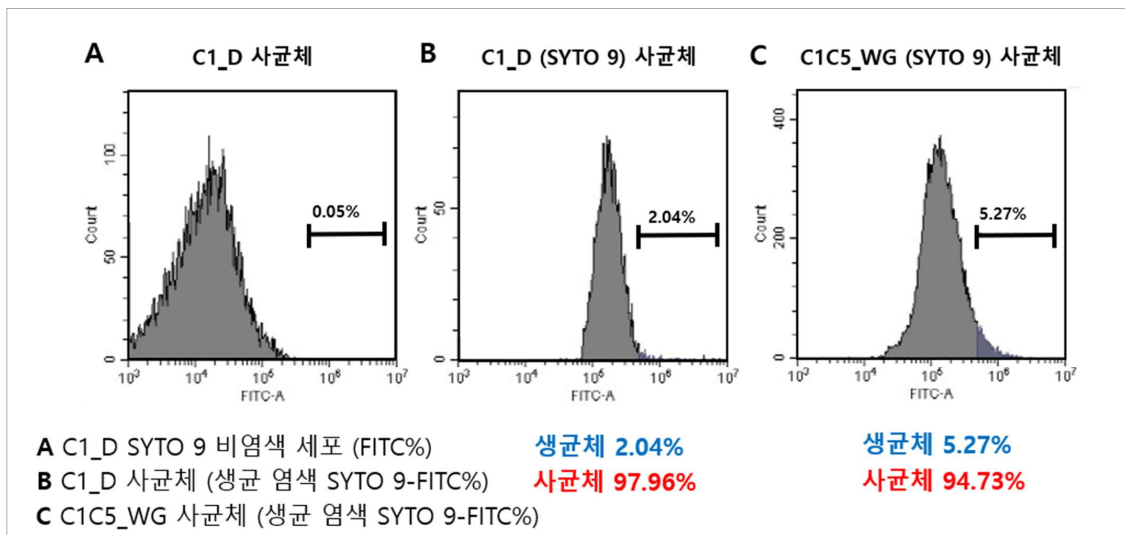 A C1_D 사균체
B C1_D (SYTO 9) 사균체
C C1C5_WG (SYTO 9) 사균체
100
50
0
Count
0.05%
10³ 10⁴ 10⁵ 10⁶ 10⁷
FITC-A
50
0
Count
2.04%
10³ 10⁴ 10⁵ 10⁶ 10⁷
FITC-A
400
200
0
Count
5.27%
10³ 10⁴ 10⁵ 10⁶ 10⁷
FITC-A
A C1_D SYTO 9 비염색 세포 (FITC%)
생균체 2.04%
생균체 5.27%
B C1_D 사균체 (생균 염색 SYTO 9-FITC%)
사균체 97.96%
사균체 94.73%
C C1C5_WG 사균체 (생균 염색 SYTO 9-FITC%)